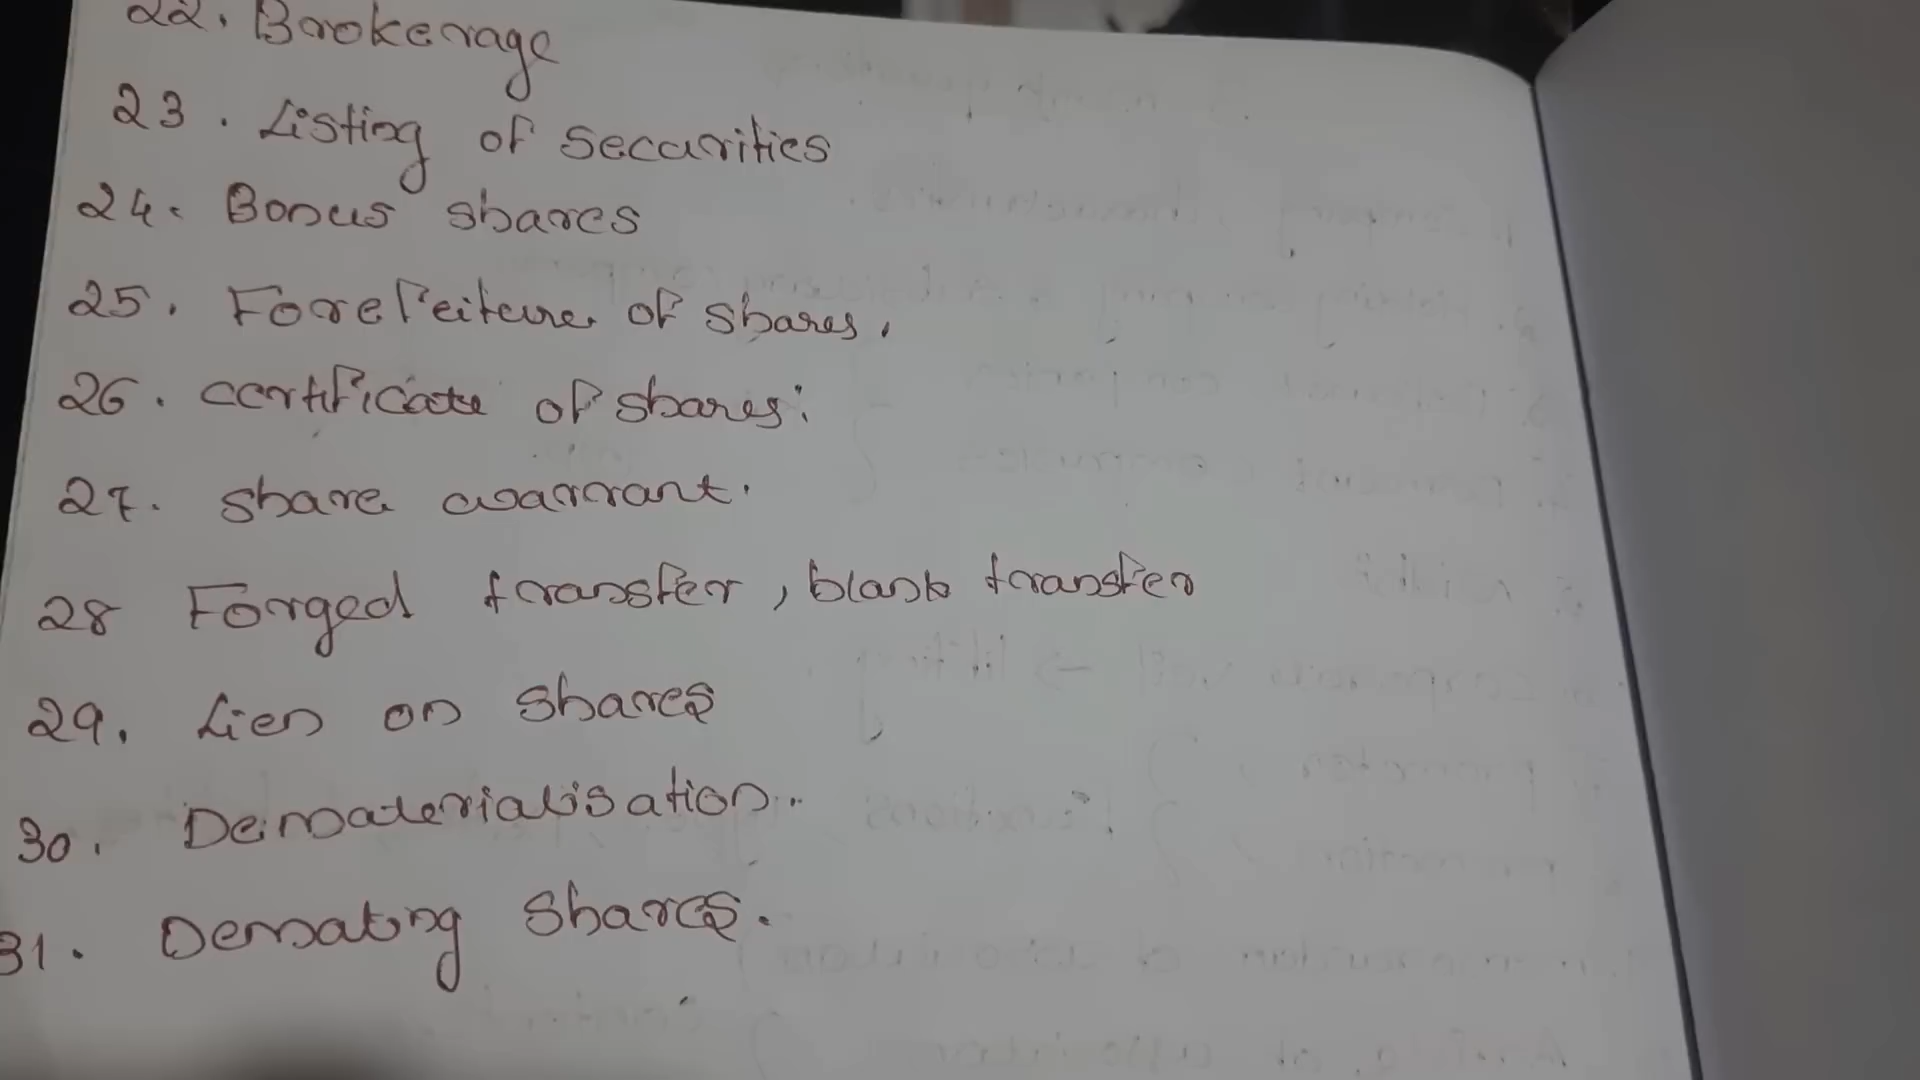 22. Brokerage
23. Listing of securities
24. Bonus shares
25. Forefeiture of shares.
26. certificate of shares:
27. share warrant.
28 Forged transfer, blank transfer
29. Lien on shares
30. Dematerialisation..
31. Demating shares.